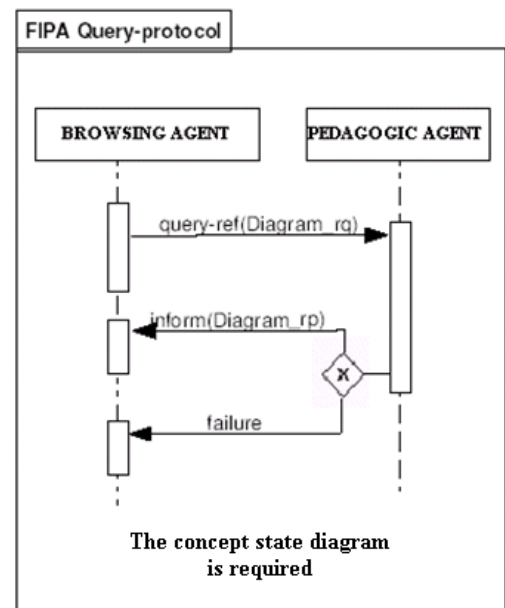 FIPA Query-protocol
BROWSING AGENT
PEDAGOGIC AGENT
query-ref(Diagram_rq)
inform(Diagram_rp)
X
failure
The concept state diagram
is required